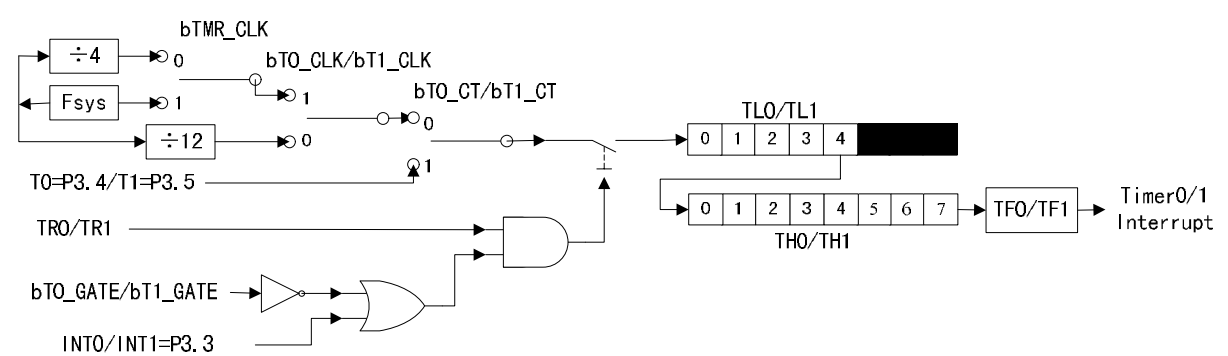 bTMR_CLK
÷4
0
bT0_CLK/bT1_CLK
Fsys
1
1
bT0_CT/bT1_CT
0
÷12
0
1
T0=P3.4/T1=P3.5
TR0/TR1
bT0_GATE/bT1_GATE
INT0/INT1=P3.3
TL0/TL1
0 1 2 3 4
0 1 2 3 4 5 6 7
TH0/TH1
TF0/TF1
Timer0/1
Interrupt